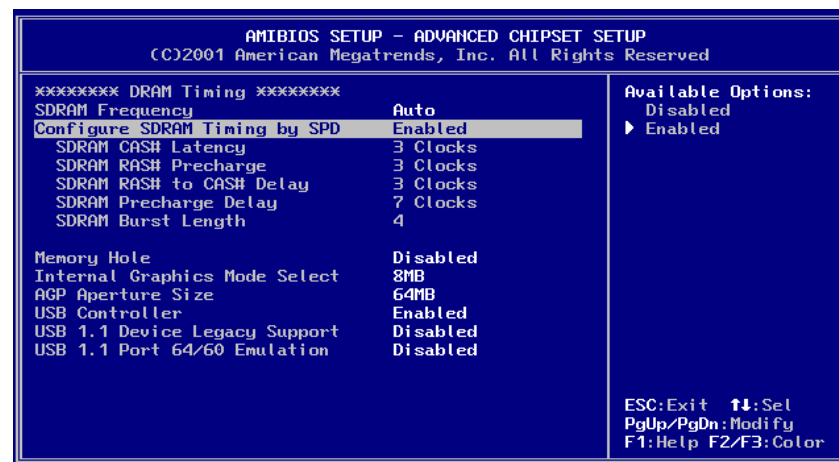 AMIBIOS SETUP – ADVANCED CHIPSET SETUP
(C)2001 American Megatrends, Inc. All Rights Reserved
******** DRAM Timing ********
SDRAM Frequency Auto
Configure SDRAM Timing by SPD Enabled
SDRAM CAS# Latency 3 Clocks
SDRAM RAS# Precharge 3 Clocks
SDRAM RAS# to CAS# Delay 3 Clocks
SDRAM Precharge Delay 7 Clocks
SDRAM Burst Length 4
Memory Hole Disabled
Internal Graphics Mode Select 8MB
AGP Aperture Size 64MB
USB Controller Enabled
USB 1.1 Device Legacy Support Disabled
USB 1.1 Port 64/60 Emulation Disabled
Available Options:
Disabled
▶ Enabled
ESC:Exit ↑↓:Sel
PgUp/PgDn:Modify
F1:Help F2/F3:Color